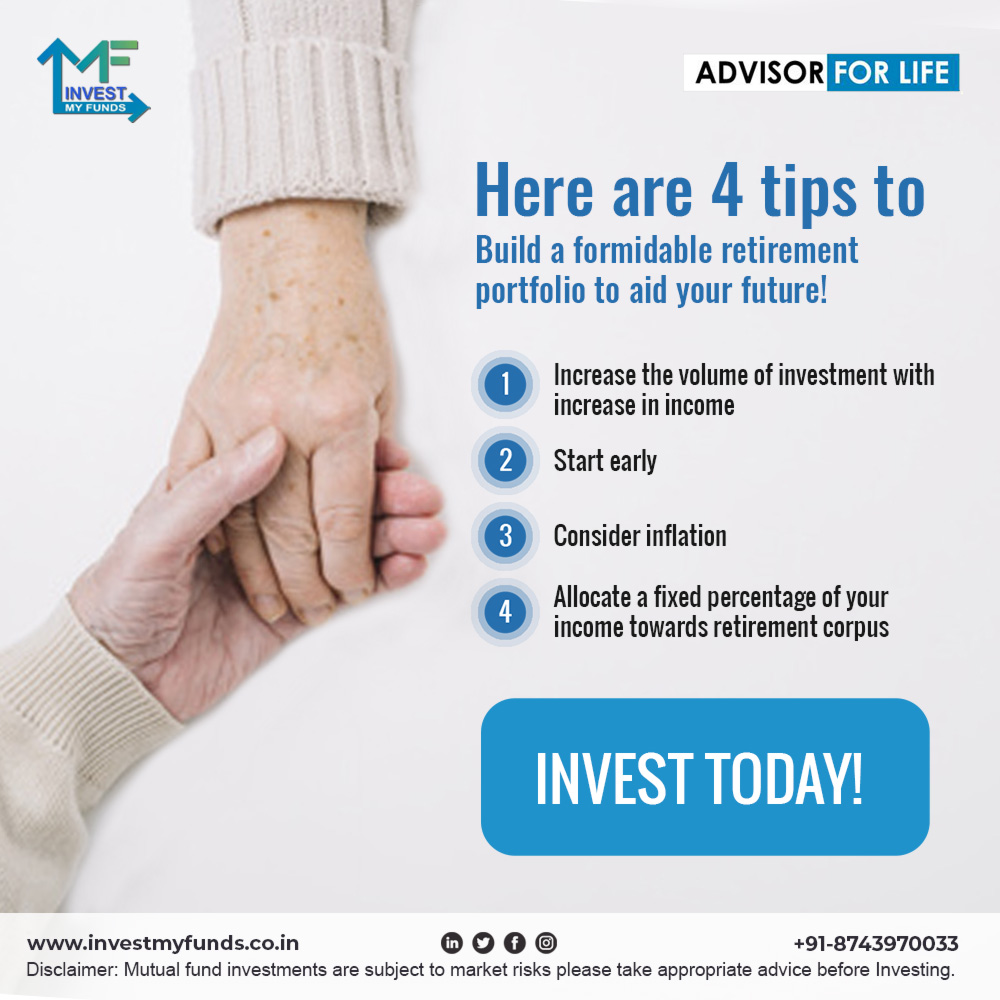 MF
INVEST
MY FUNDS
ADVISOR FOR LIFE
Here are 4 tips to
Build a formidable retirement
portfolio to aid your future!
1
Increase the volume of investment with
increase in income
2
Start early
3
Consider inflation
4
Allocate a fixed percentage of your
income towards retirement corpus
INVEST TODAY!
www.investmyfunds.co.in
+91-8743970033
Disclaimer: Mutual fund investments are subject to market risks please take appropriate advice before Investing.